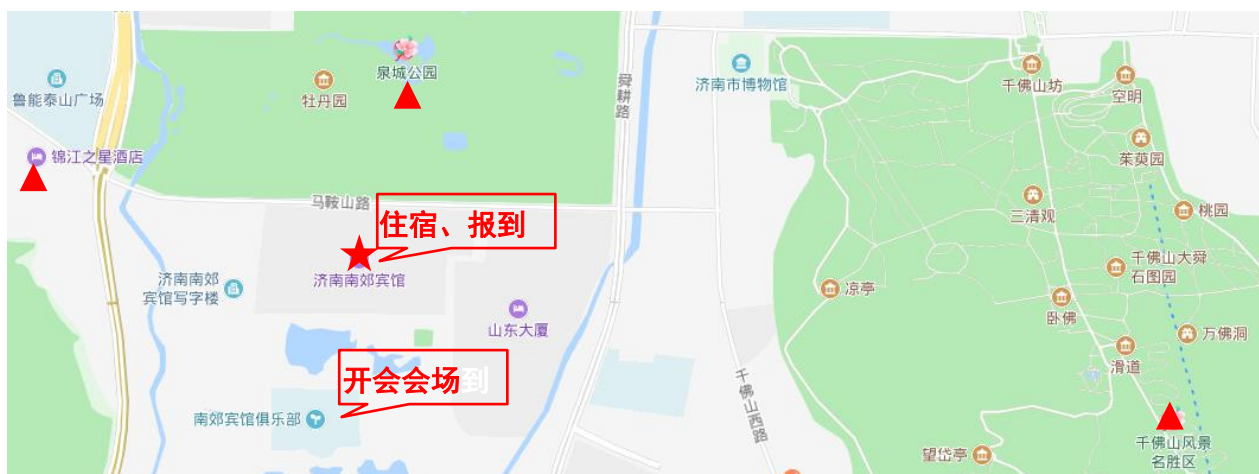 泉城公园
鲁能泰山广场
牡丹园
舜耕路
济南市博物馆
千佛山坊
空明
茱萸园
锦江之星酒店
马鞍山路
住宿、报到
三清观
桃园
济南南郊
宾馆写字楼
济南南郊宾馆
山东大厦
凉亭
千佛山大舜
石图园
卧佛
万佛洞
滑道
开会会场到
南郊宾馆俱乐部
千佛山西路
望岱亭
千佛山风景
名胜区